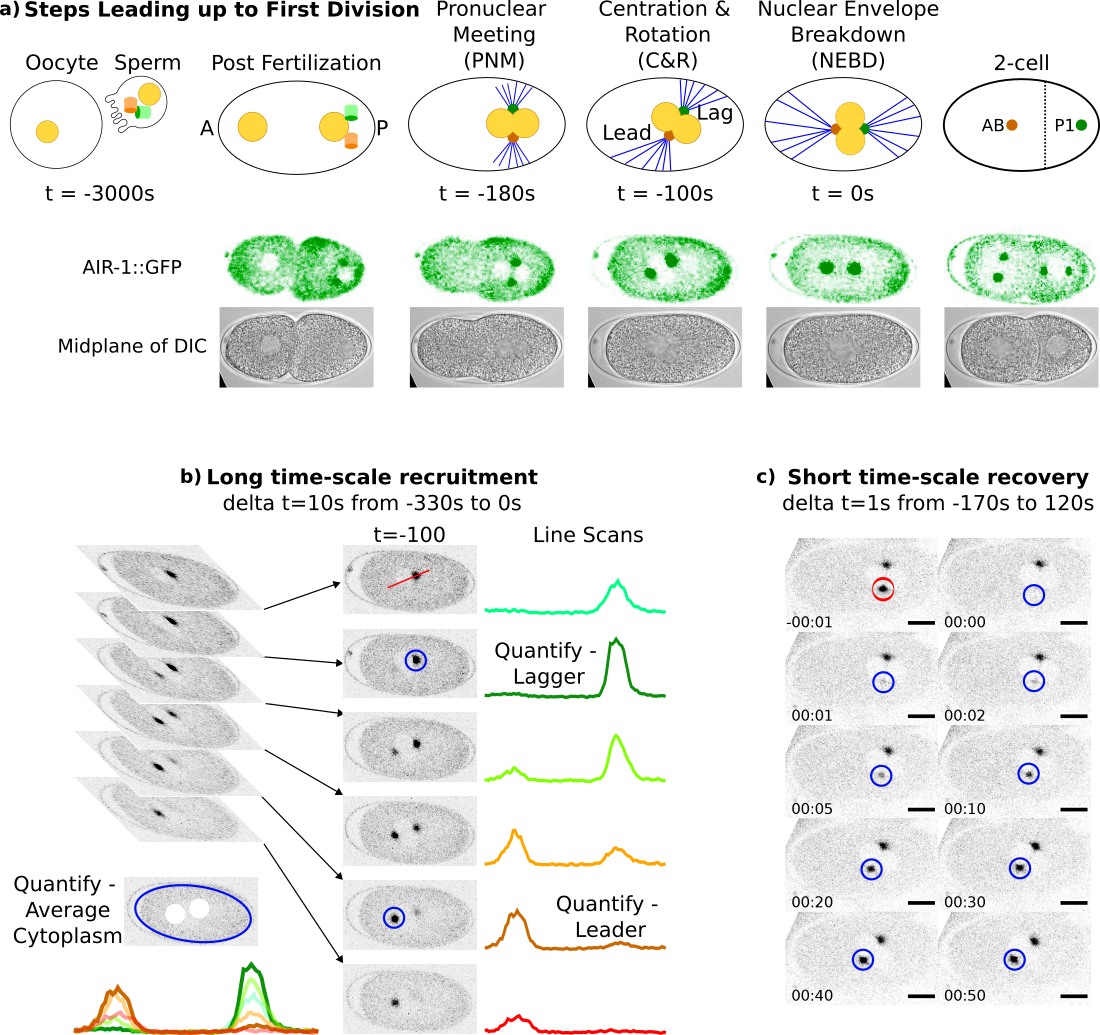 a) Steps Leading up to First Division
Oocyte
Sperm
Post Fertilization
Pronuclear
Meeting
(PNM)
Centration &
Rotation
(C&R)
Nuclear Envelope
Breakdown
(NEBD)
2-cell
A
P
Lead
Lag
AB
P1
t = -3000s
t = -180s
t = -100s
t = 0s
AIR-1::GFP
Midplane of DIC
b) Long time-scale recruitment
delta t=10s from -330s to 0s
t=-100
Line Scans
Quantify -
Lagger
Quantify -
Leader
Quantify -
Average
Cytoplasm
c) Short time-scale recovery
delta t=1s from -170s to 120s
-00:01
00:00
00:01
00:02
00:05
00:10
00:20
00:30
00:40
00:50